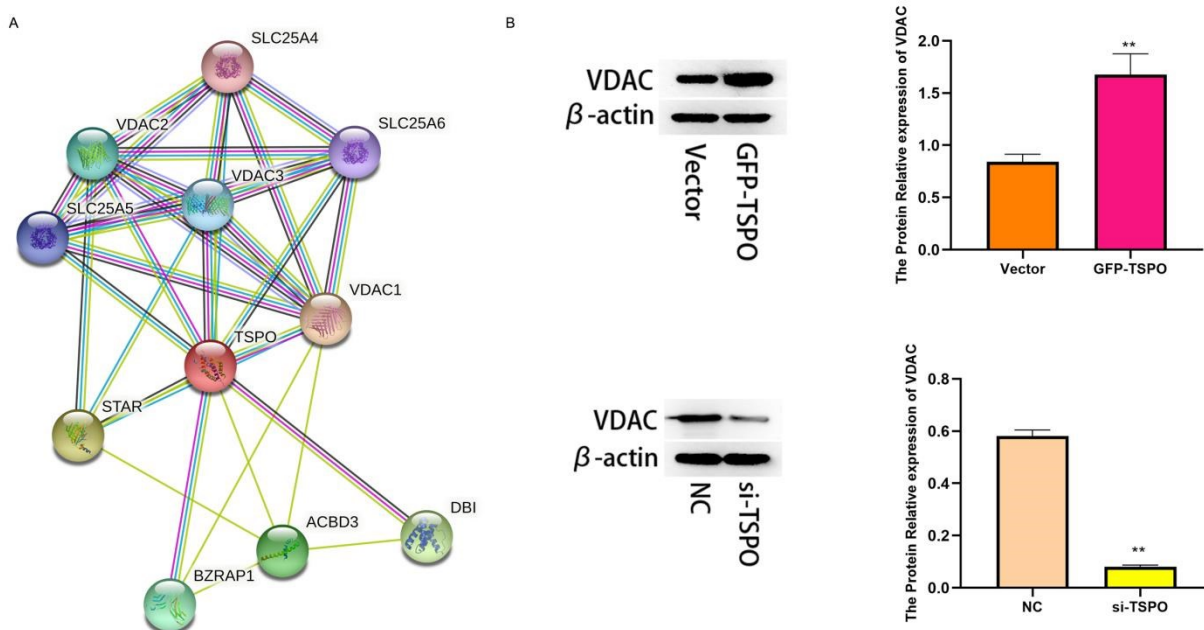 A
SLC25A4
VDAC2
SLC25A6
VDAC3
SLC25A5
VDAC1
TSPO
STAR
DBI
ACBD3
BZRAP1
B
VDAC
β-actin
Vector
GFP-TSPO
The Protein Relative expression of VDAC
2.0
1.5
1.0
0.5
0.0
**
Vector
GFP-TSPO
VDAC
β-actin
NC
si-TSPO
The Protein Relative expression of VDAC
0.8
0.6
0.4
0.2
0.0
**
NC
si-TSPO